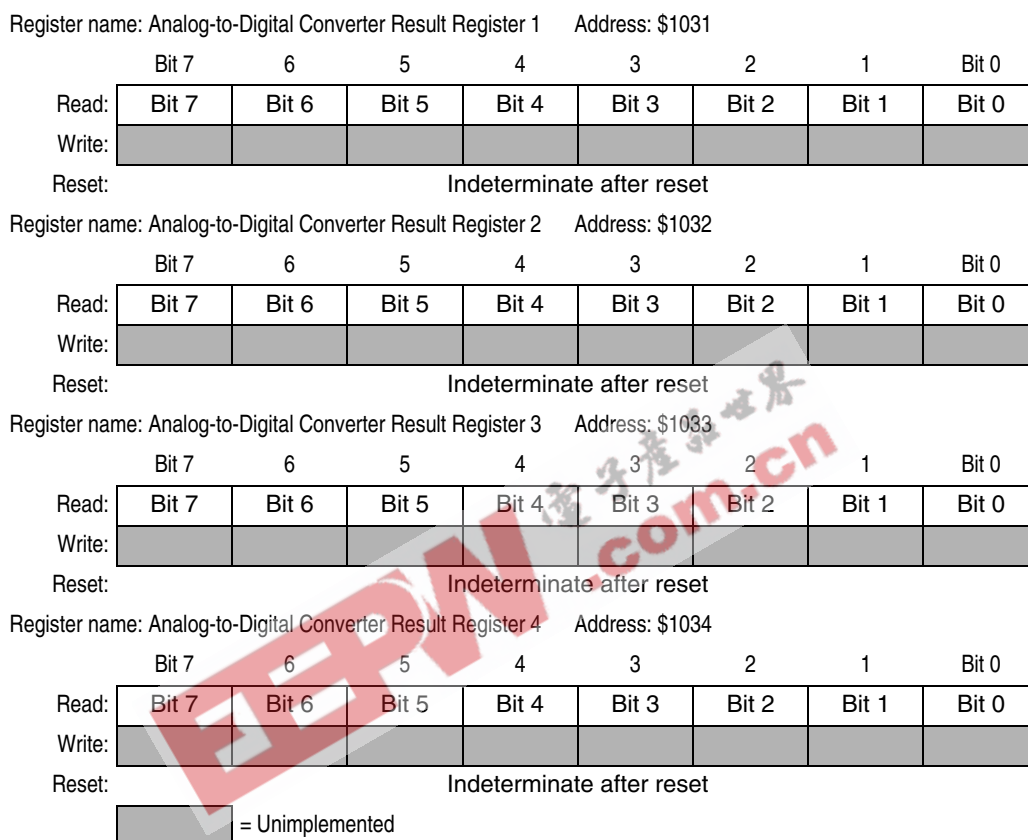 Register name: Analog-to-Digital Converter Result Register 1 Address: $1031
Bit 7 6 5 4 3 2 1 Bit 0
Read: Bit 7 Bit 6 Bit 5 Bit 4 Bit 3 Bit 2 Bit 1 Bit 0
Write:
Reset: Indeterminate after reset
Register name: Analog-to-Digital Converter Result Register 2 Address: $1032
Bit 7 6 5 4 3 2 1 Bit 0
Read: Bit 7 Bit 6 Bit 5 Bit 4 Bit 3 Bit 2 Bit 1 Bit 0
Write:
Reset: Indeterminate after reset
Register name: Analog-to-Digital Converter Result Register 3 Address: $1033
Bit 7 6 5 4 3 2 1 Bit 0
Read: Bit 7 Bit 6 Bit 5 Bit 4 Bit 3 Bit 2 Bit 1 Bit 0
Write:
Reset: Indeterminate after reset
Register name: Analog-to-Digital Converter Result Register 4 Address: $1034
Bit 7 6 5 4 3 2 1 Bit 0
Read: Bit 7 Bit 6 Bit 5 Bit 4 Bit 3 Bit 2 Bit 1 Bit 0
Write:
Reset: Indeterminate after reset
= Unimplemented
EEPW.com.cn
電子產品世界